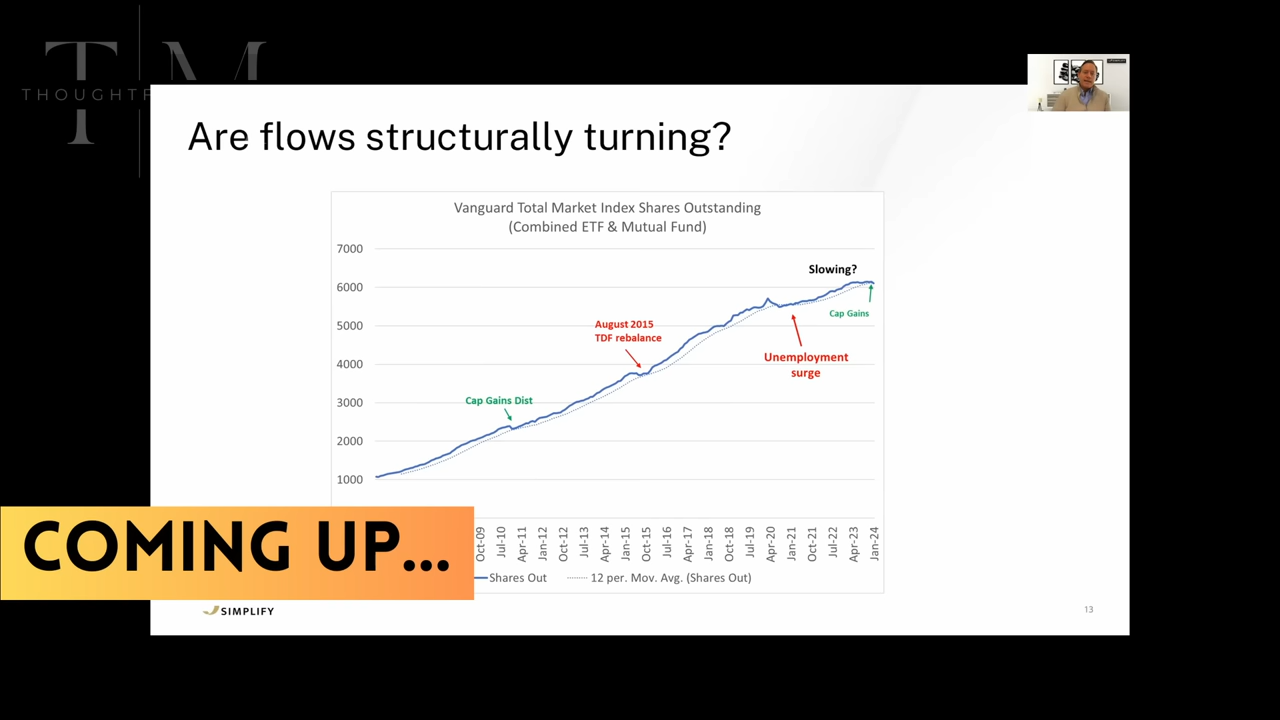 T M
THOUGHTF
Are flows structurally turning?
Vanguard Total Market Index Shares Outstanding
(Combined ETF & Mutual Fund)
7000
6000
5000
4000
3000
2000
1000
Slowing?
Cap Gains
August 2015
TDF rebalance
Unemployment
surge
Cap Gains Dist
COMING UP...
Oct-09
Jul-10
Apr-11
Jan-12
Oct-12
Jul-13
Apr-14
Jan-15
Oct-15
Jul-16
Apr-17
Jan-18
Oct-18
Jul-19
Apr-20
Jan-21
Oct-21
Jul-22
Apr-23
Jan-24
Shares Out
12 per. Mov. Avg. (Shares Out)
SIMPLIFY
13